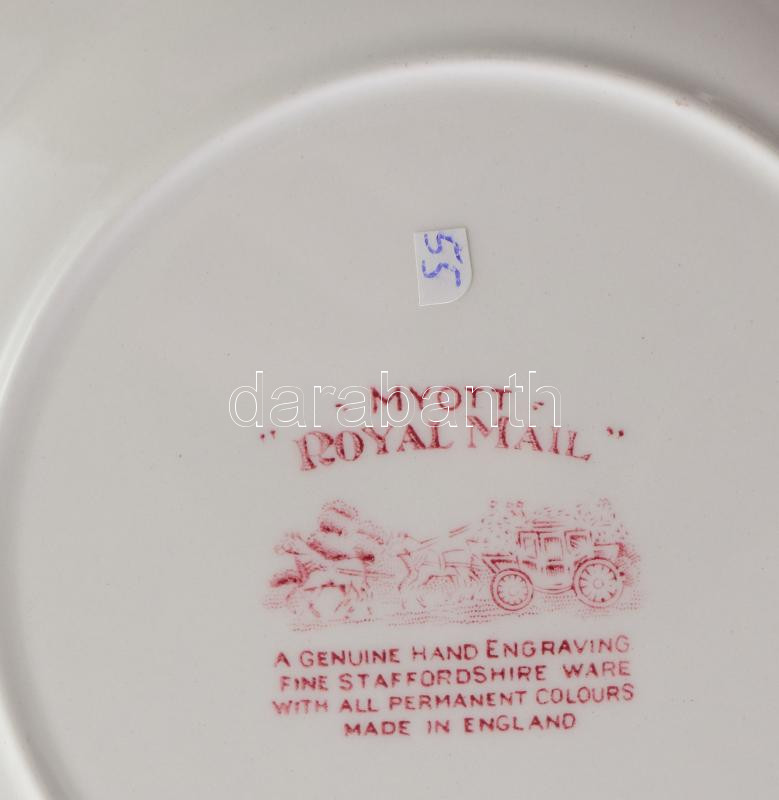 55
- MYOTT -
"ROYAL MAIL"
darabanth
A GENUINE HAND ENGRAVING
FINE STAFFORDSHIRE WARE
WITH ALL PERMANENT COLOURS
MADE IN ENGLAND